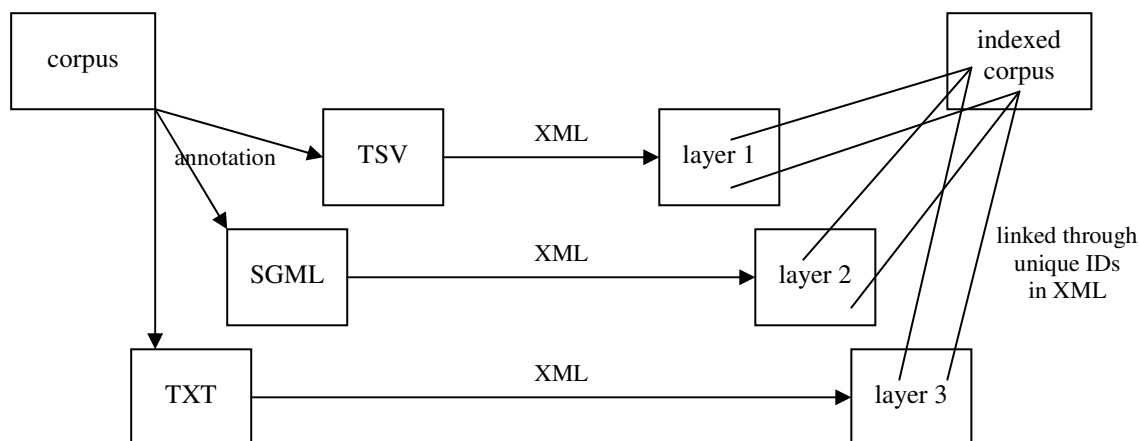 corpus
indexed
corpus
XML
annotation
TSV
layer 1
linked through
unique IDs
in XML
XML
SGML
layer 2
XML
TXT
layer 3